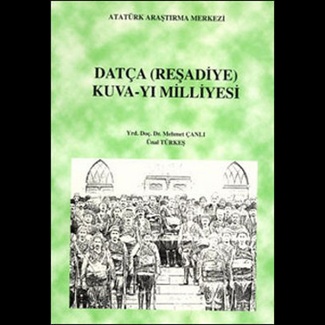 ATATÜRK ARAŞTIRMA MERKEZİ
DATÇA (REŞADİYE)
KUVA-YI MİLLİYESİ
Yrd. Doç. Dr. Mehmet ÇANLI
Ünal TÜRKEŞ